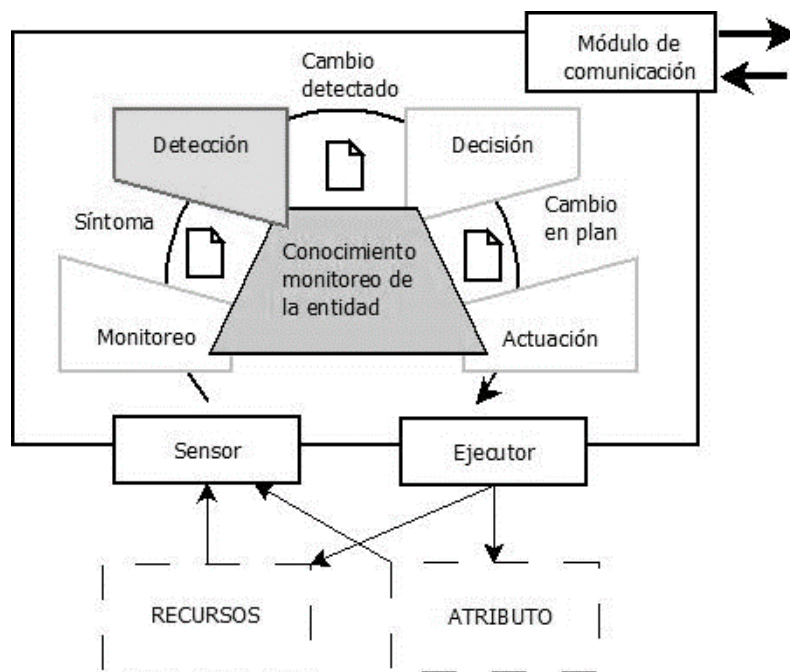 Módulo de
comunicación
Cambio
detectado
Detección
Decisión
Síntoma
Cambio
en plan
Conocimiento
monitoreo de
la entidad
Monitoreo
Actuación
Sensor
Ejecutor
RECURSOS
ATRIBUTO